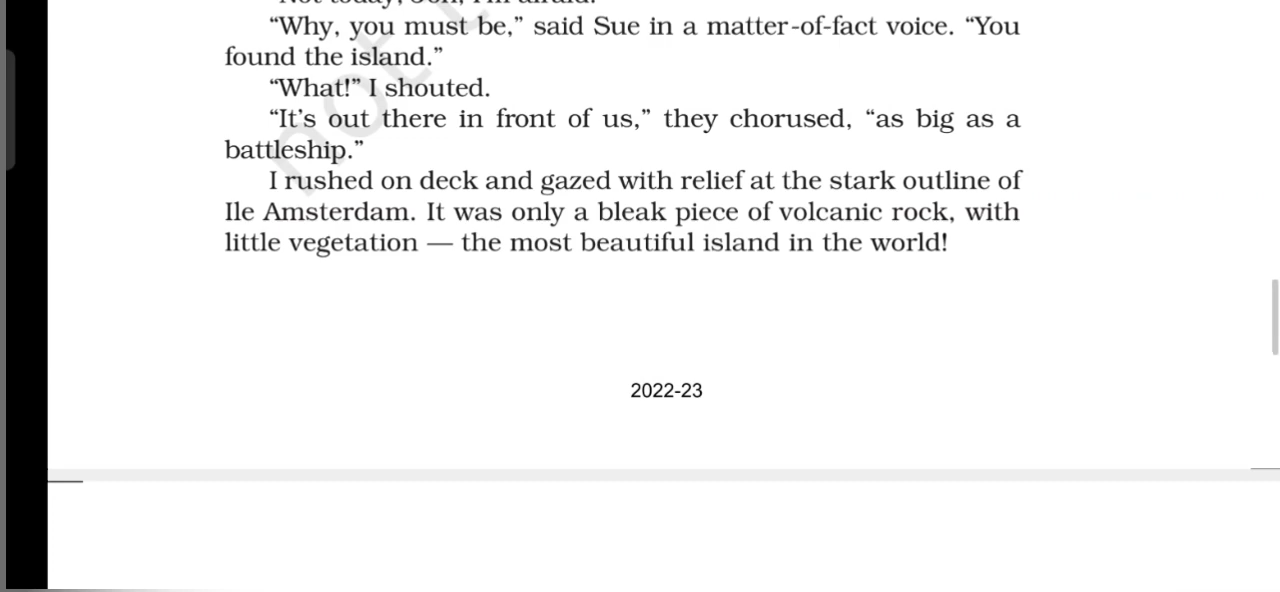 “Why, you must be,” said Sue in a matter-of-fact voice. “You
found the island.”
“What!” I shouted.
“It’s out there in front of us,” they chorused, “as big as a
battleship.”
I rushed on deck and gazed with relief at the stark outline of
Ile Amsterdam. It was only a bleak piece of volcanic rock, with
little vegetation — the most beautiful island in the world!
2022-23